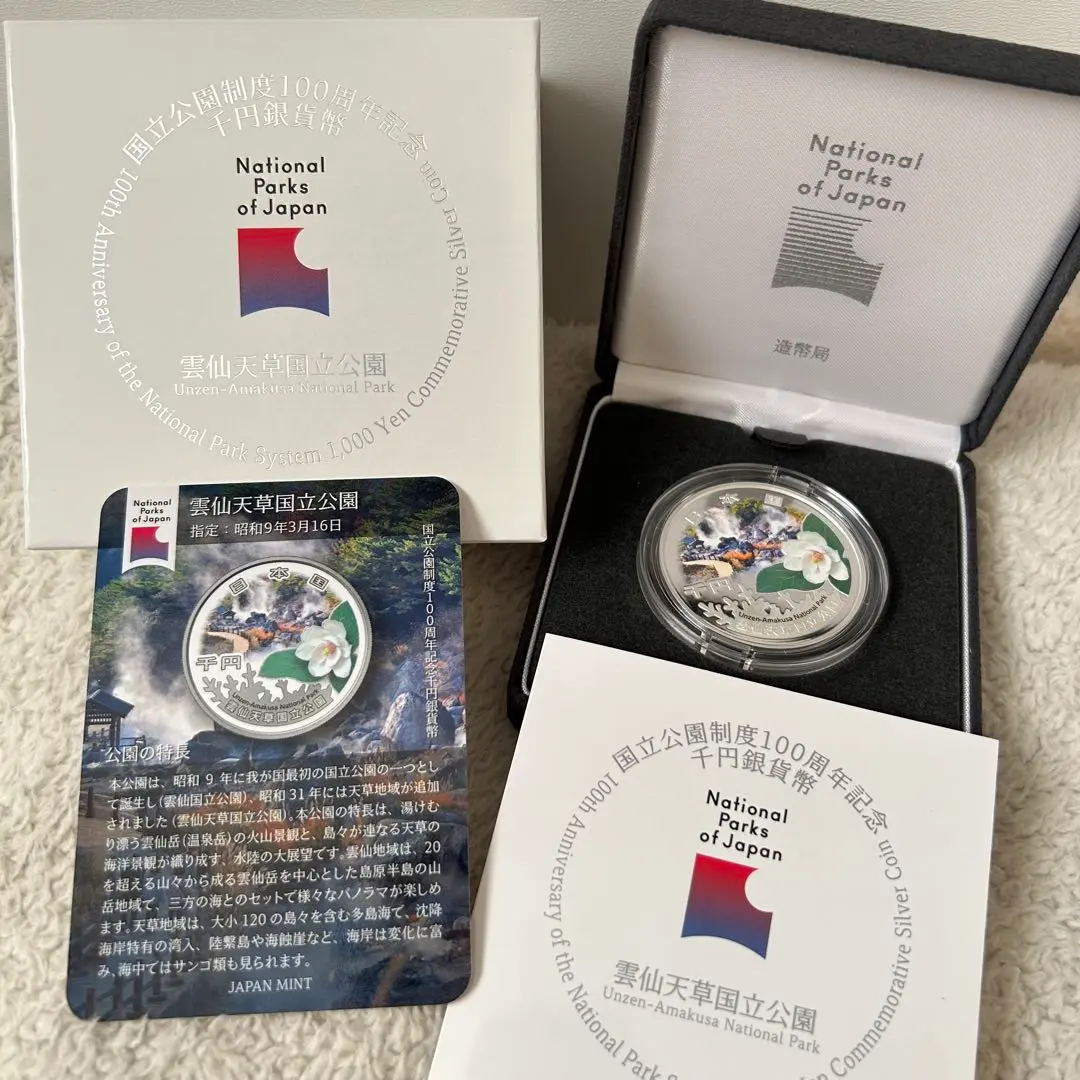 国立公園制度100周年記念
千円銀貨幣
National
Parks
of Japan
雲仙天草国立公園
Unzen-Amakusa National Park
100th Anniversary of the National Park System 1,000 Yen Commemorative Silver Coin
National
Parks
of Japan
造幣局
日本国
千円
Unzen-Amakusa National Park
National
Parks
of Japan
雲仙天草国立公園
指定:昭和9年3月16日
国立公園制度100周年記念千円銀貨幣
日本国
千円
Unzen-Amakusa National Park
雲仙天草国立公園
公園の特長
本公園は、昭和9年に我が国最初の国立公園の一つとし
て誕生し(雲仙国立公園)、昭和31年には天草地域が追加
されました(雲仙天草国立公園)。本公園の特長は、湯けむ
り漂う雲仙岳(温泉岳)の火山景観と、島々が連なる天草の
海洋景観が織り成す、水陸の大展望です。雲仙地域は、20
を超える山々から成る雲仙岳を中心とした島原半島の山
岳地域で、三方の海とのセットで様々なパノラマが楽しめ
ます。天草地域は、大小120の島々を含む多島海で、沈降
海岸特有の湾入、陸繋島や海蝕崖など、海岸は変化に富
み、海中ではサンゴ類も見られます。
JAPAN MINT
国立公園制度100周年記念
千円銀貨幣
National
Parks
of Japan
雲仙天草国立公園
Unzen-Amakusa National Park
100th Anniversary of the National Park Commemorative Silver Coin